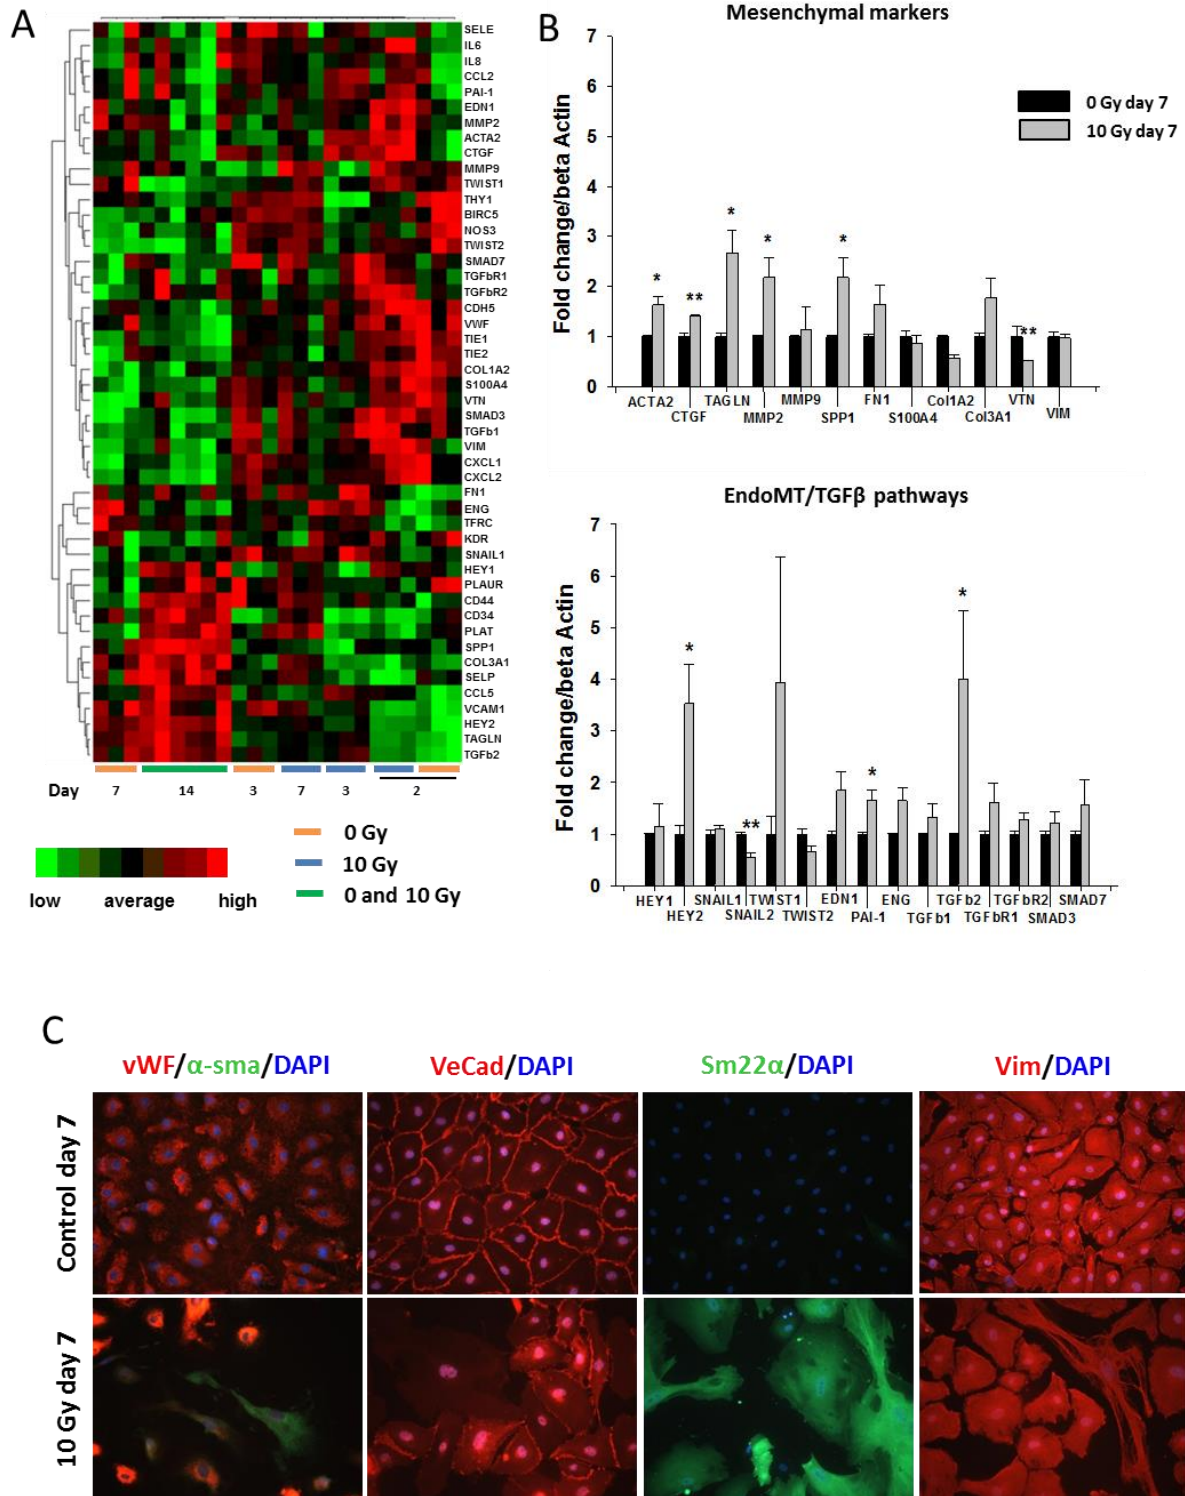 A
SELE
IL6
IL8
CCL2
PAI-1
EDN1
MMP2
ACTA2
CTGF
MMP9
TWIST1
THY1
BIRC5
NOS3
TWIST2
SMAD7
TGFbR1
TGFbR2
CDH5
VWF
TIE1
TIE2
COL1A2
S100A4
VTN
SMAD3
TGFb1
VIM
CXCL1
CXCL2
FN1
ENG
TFRC
KDR
SNAIL1
HEY1
PLAUR
CD44
CD34
PLAT
SPP1
COL3A1
SELP
CCL5
VCAM1
HEY2
TAGLN
TGFb2
Day 7 14 3 7 3 2
0 Gy
10 Gy
0 and 10 Gy
low average high
B
Mesenchymal markers
Fold change/beta Actin
7
6
5
4
3
2
1
0
0 Gy day 7
10 Gy day 7
* ** * * * **
ACTA2 TAGLN MMP9 FN1 Col1A2 VTN
CTGF MMP2 SPP1 S100A4 Col3A1 VIM
EndoMT/TGFβ pathways
Fold change/beta Actin
7
6
5
4
3
2
1
0
* ** * *
HEY1 SNAIL1 TWIST1 EDN1 ENG TGFb2 TGFbR2 SMAD7
HEY2 SNAIL2 TWIST2 PAI-1 TGFb1 TGFbR1 SMAD3
C
vWF/α-sma/DAPI VeCad/DAPI Sm22α/DAPI Vim/DAPI
Control day 7
10 Gy day 7